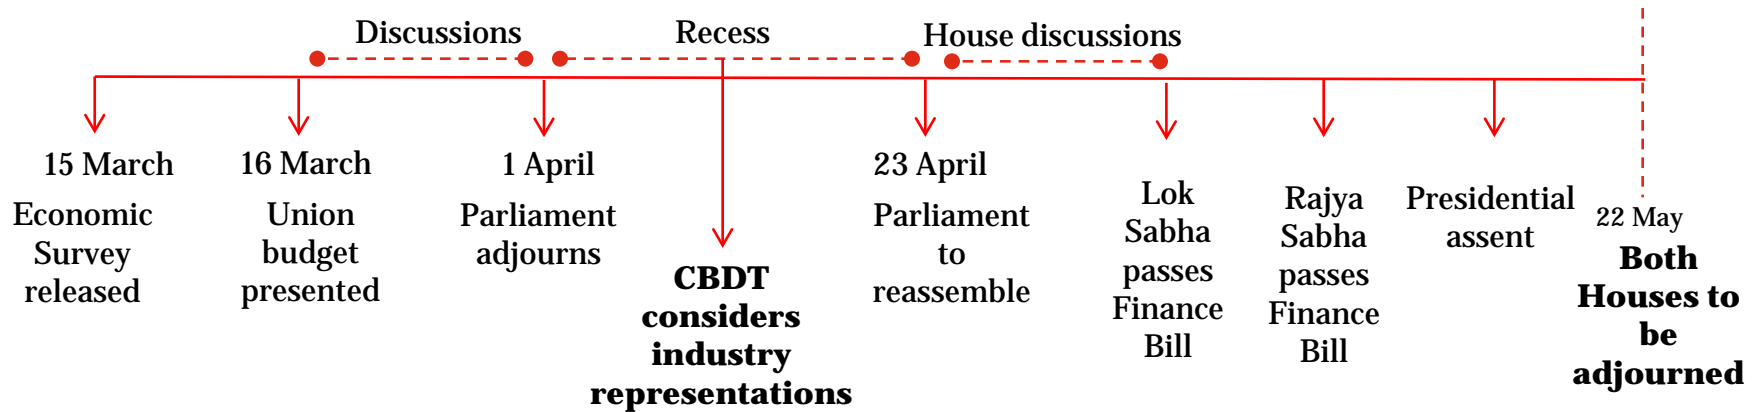 Discussions
Recess
House discussions
15 March
Economic
Survey
released
16 March
Union
budget
presented
1 April
Parliament
adjourns
CBDT
considers
industry
representations
23 April
Parliament
to
reassemble
Lok
Sabha
passes
Finance
Bill
Rajya
Sabha
passes
Finance
Bill
Presidential
assent
22 May
Both
Houses to
be
adjourned